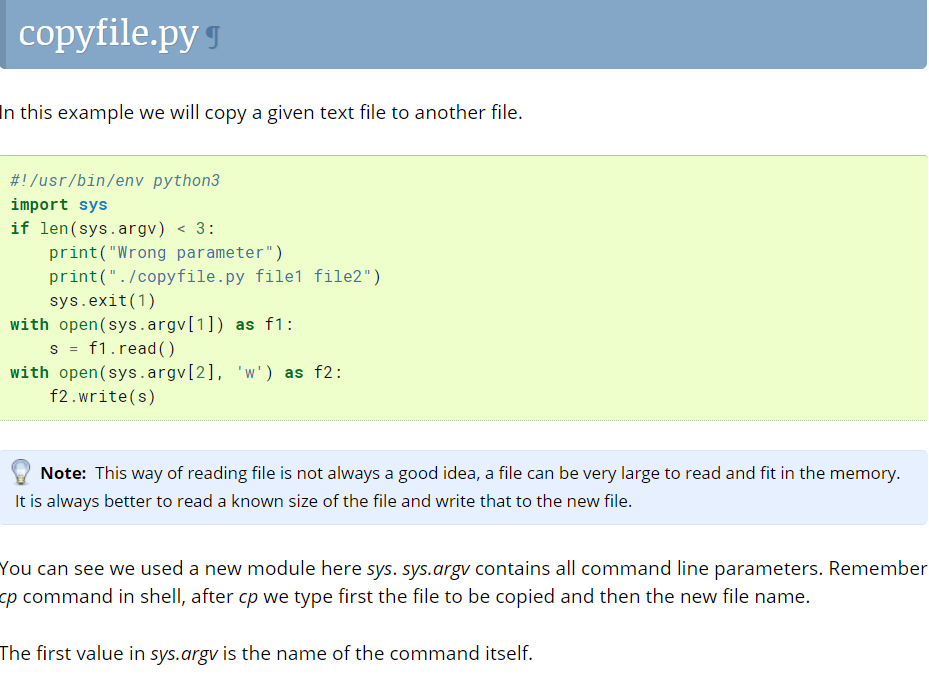 copyfile.py ¶
In this example we will copy a given text file to another file.
#!/usr/bin/env python3
import sys
if len(sys.argv) < 3:
    print("Wrong parameter")
    print("./copyfile.py file1 file2")
    sys.exit(1)
with open(sys.argv[1]) as f1:
    s = f1.read()
with open(sys.argv[2], 'w') as f2:
    f2.write(s)
Note: This way of reading file is not always a good idea, a file can be very large to read and fit in the memory.
It is always better to read a known size of the file and write that to the new file.
You can see we used a new module here sys. sys.argv contains all command line parameters. Remember
cp command in shell, after cp we type first the file to be copied and then the new file name.
The first value in sys.argv is the name of the command itself.